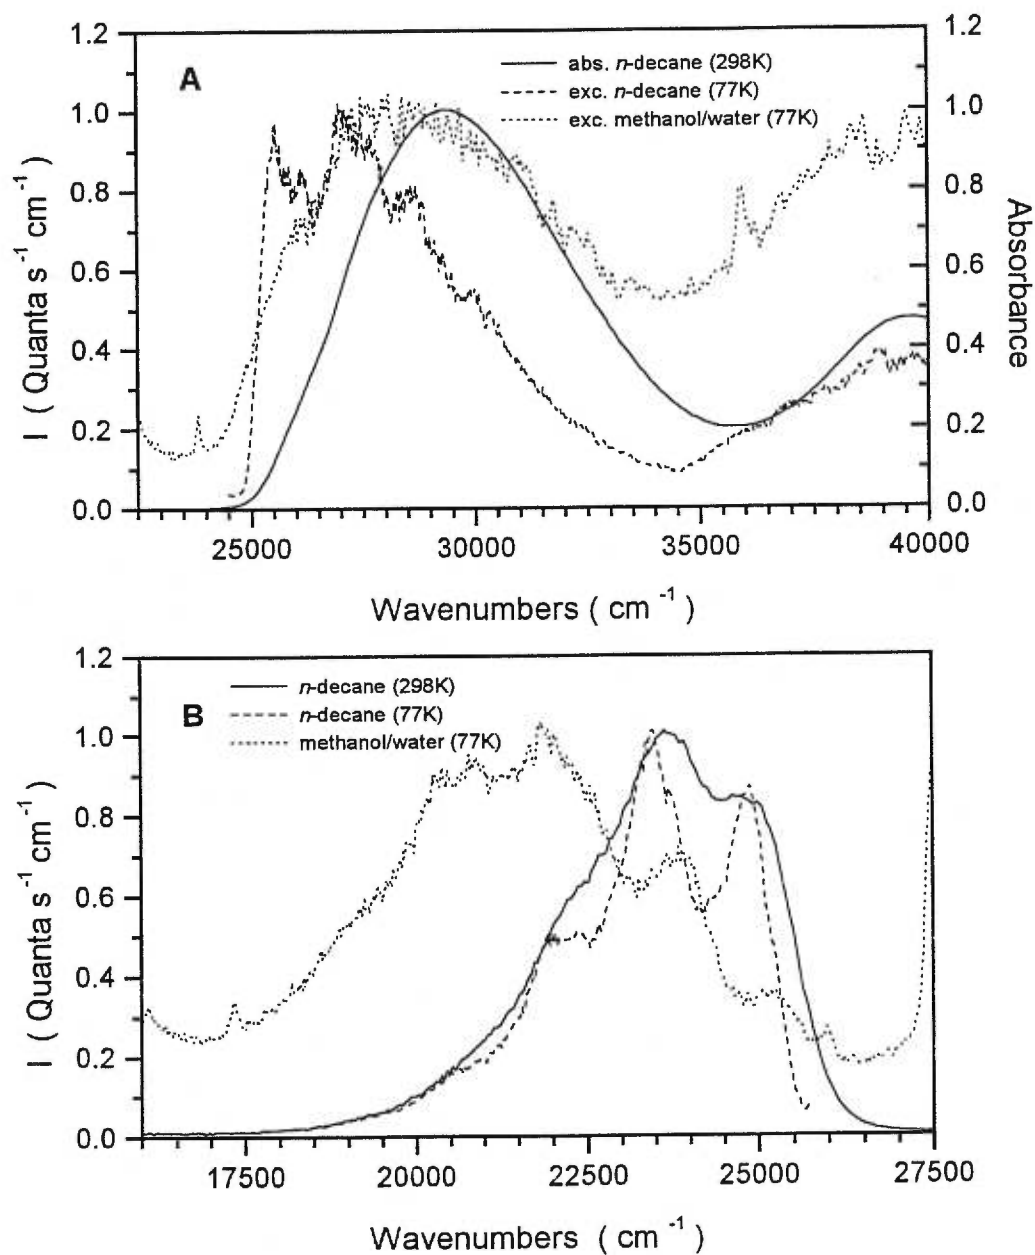 A
abs. n-decane (298K)
exc. n-decane (77K)
exc. methanol/water (77K)
I ( Quanta s⁻¹ cm⁻¹ )
1.2
1.0
0.8
0.6
0.4
0.2
0.0
Absorbance
1.2
1.0
0.8
0.6
0.4
0.2
0.0
25000 30000 35000 40000
Wavenumbers ( cm ⁻¹ )
B
n-decane (298K)
n-decane (77K)
methanol/water (77K)
I ( Quanta s⁻¹ cm⁻¹ )
1.2
1.0
0.8
0.6
0.4
0.2
0.0
17500 20000 22500 25000 27500
Wavenumbers ( cm ⁻¹ )